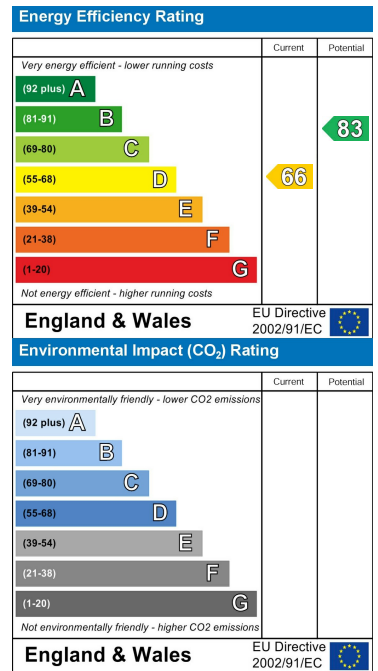 Energy Efficiency Rating
Current Potential
Very energy efficient - lower running costs
(92 plus) A
(81-91) B
(69-80) C
(55-68) D
(39-54) E
(21-38) F
(1-20) G
66
83
Not energy efficient - higher running costs
England & Wales
EU Directive
2002/91/EC
Environmental Impact (CO₂) Rating
Current Potential
Very environmentally friendly - lower CO2 emissions
(92 plus) A
(81-91) B
(69-80) C
(55-68) D
(39-54) E
(21-38) F
(1-20) G
Not environmentally friendly - higher CO2 emissions
England & Wales
EU Directive
2002/91/EC